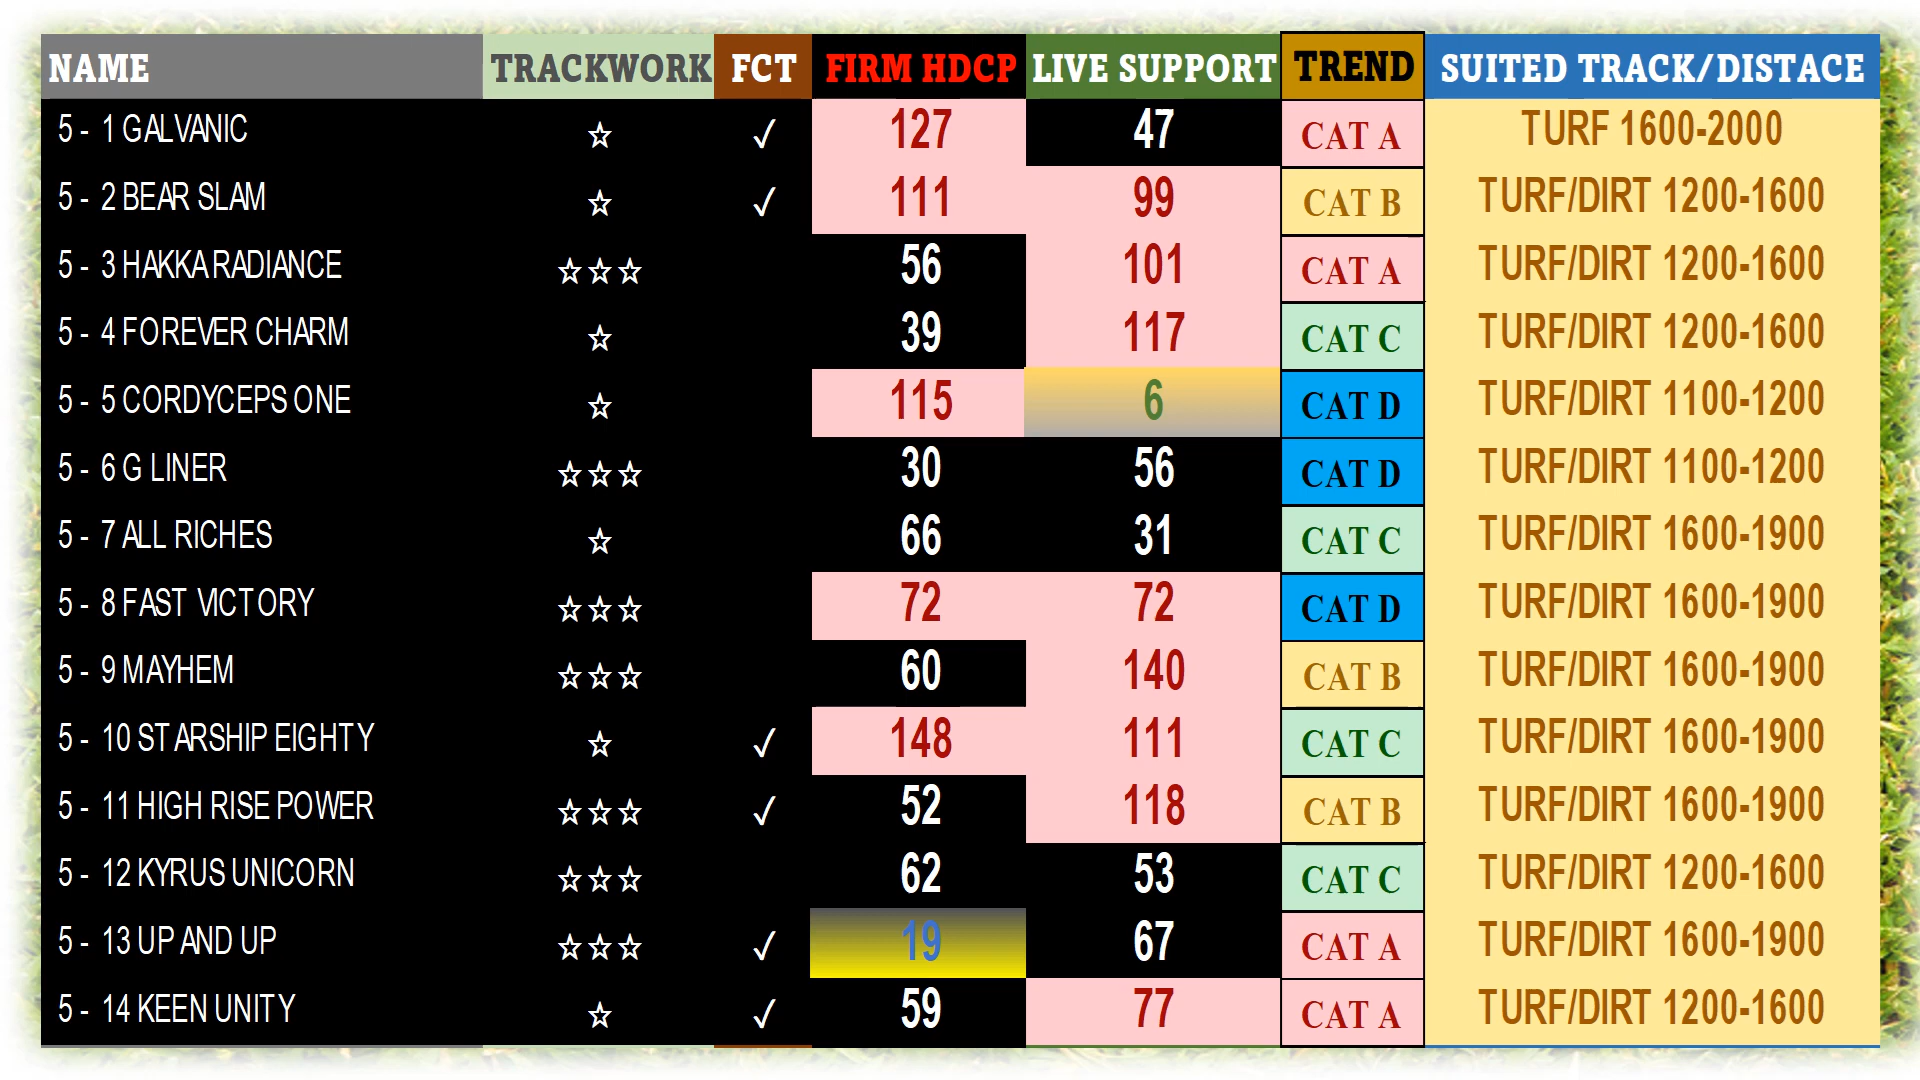 NAME TRACKWORK FCT FIRM HDCP LIVE SUPPORT TREND SUITED TRACK/DISTACE
5 - 1 GALVANIC ☆ ✓ 127 47 CAT A TURF 1600-2000
5 - 2 BEAR SLAM ☆ ✓ 111 99 CAT B TURF/DIRT 1200-1600
5 - 3 HAKKA RADIANCE ☆☆☆ 56 101 CAT A TURF/DIRT 1200-1600
5 - 4 FOREVER CHARM ☆ 39 117 CAT C TURF/DIRT 1200-1600
5 - 5 CORDYCEPS ONE ☆ 115 6 CAT D TURF/DIRT 1100-1200
5 - 6 G LINER ☆☆☆ 30 56 CAT D TURF/DIRT 1100-1200
5 - 7 ALL RICHES ☆ 66 31 CAT C TURF/DIRT 1600-1900
5 - 8 FAST VICTORY ☆☆☆ 72 72 CAT D TURF/DIRT 1600-1900
5 - 9 MAYHEM ☆☆☆ 60 140 CAT B TURF/DIRT 1600-1900
5 - 10 STARSHIP EIGHTY ☆ ✓ 148 111 CAT C TURF/DIRT 1600-1900
5 - 11 HIGH RISE POWER ☆☆☆ ✓ 52 118 CAT B TURF/DIRT 1600-1900
5 - 12 KYRUS UNICORN ☆☆☆ 62 53 CAT C TURF/DIRT 1200-1600
5 - 13 UP AND UP ☆☆☆ ✓ 19 67 CAT A TURF/DIRT 1600-1900
5 - 14 KEEN UNITY ☆ ✓ 59 77 CAT A TURF/DIRT 1200-1600